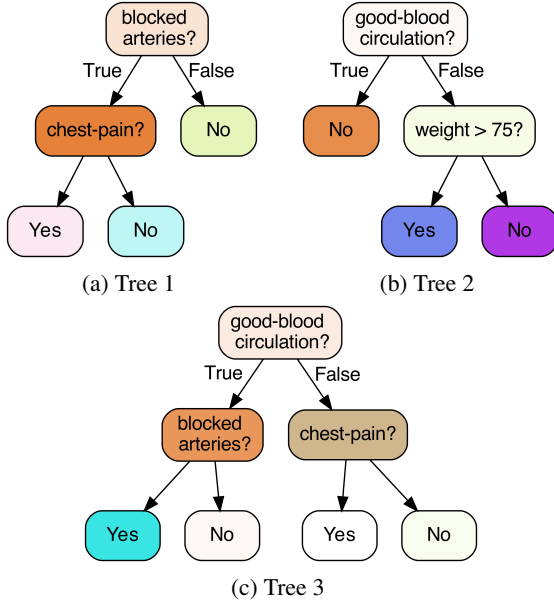 blocked
arteries?
True
False
chest-pain?
No
Yes
No
(a) Tree 1
good-blood
circulation?
True
False
No
weight > 75?
Yes
No
(b) Tree 2
good-blood
circulation?
True
False
blocked
arteries?
chest-pain?
Yes
No
Yes
No
(c) Tree 3